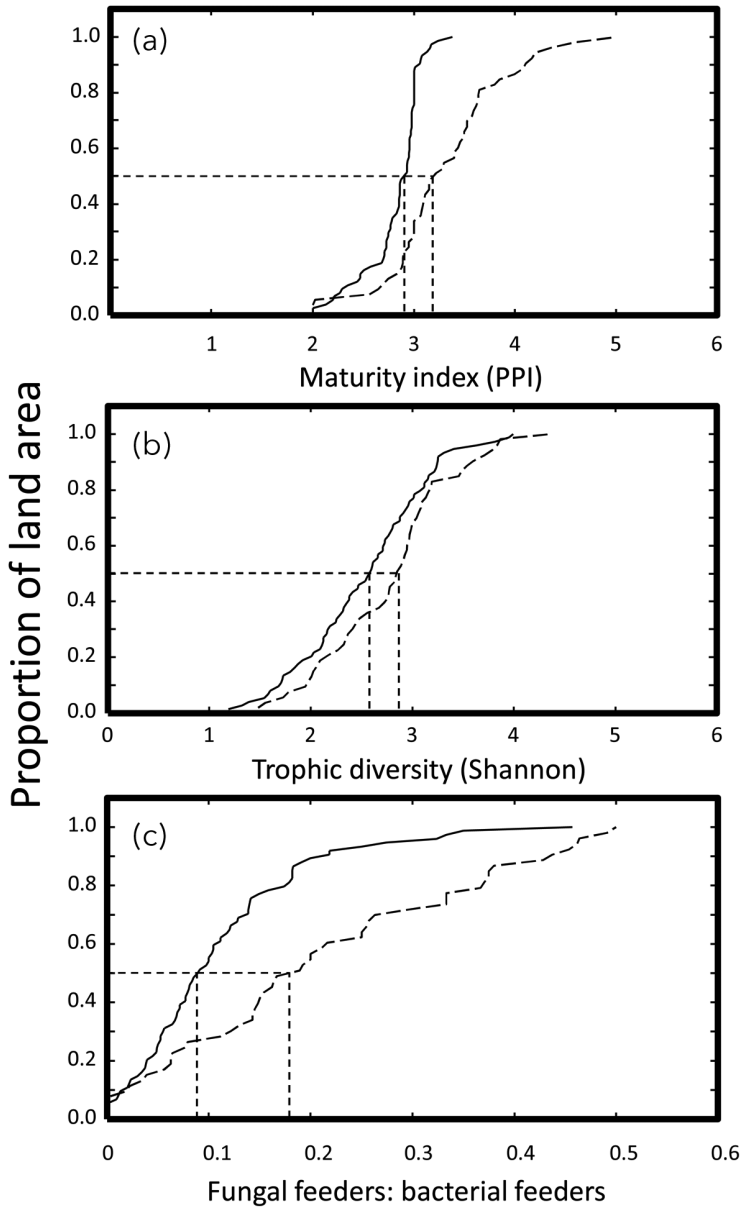 Proportion of land area
(a)
1.0
0.8
0.6
0.4
0.2
0.0
1 2 3 4 5 6
Maturity index (PPI)
(b)
1.0
0.8
0.6
0.4
0.2
0.0
0 1 2 3 4 5 6
Trophic diversity (Shannon)
(c)
1.0
0.8
0.6
0.4
0.2
0.0
0 0.1 0.2 0.3 0.4 0.5 0.6
Fungal feeders: bacterial feeders